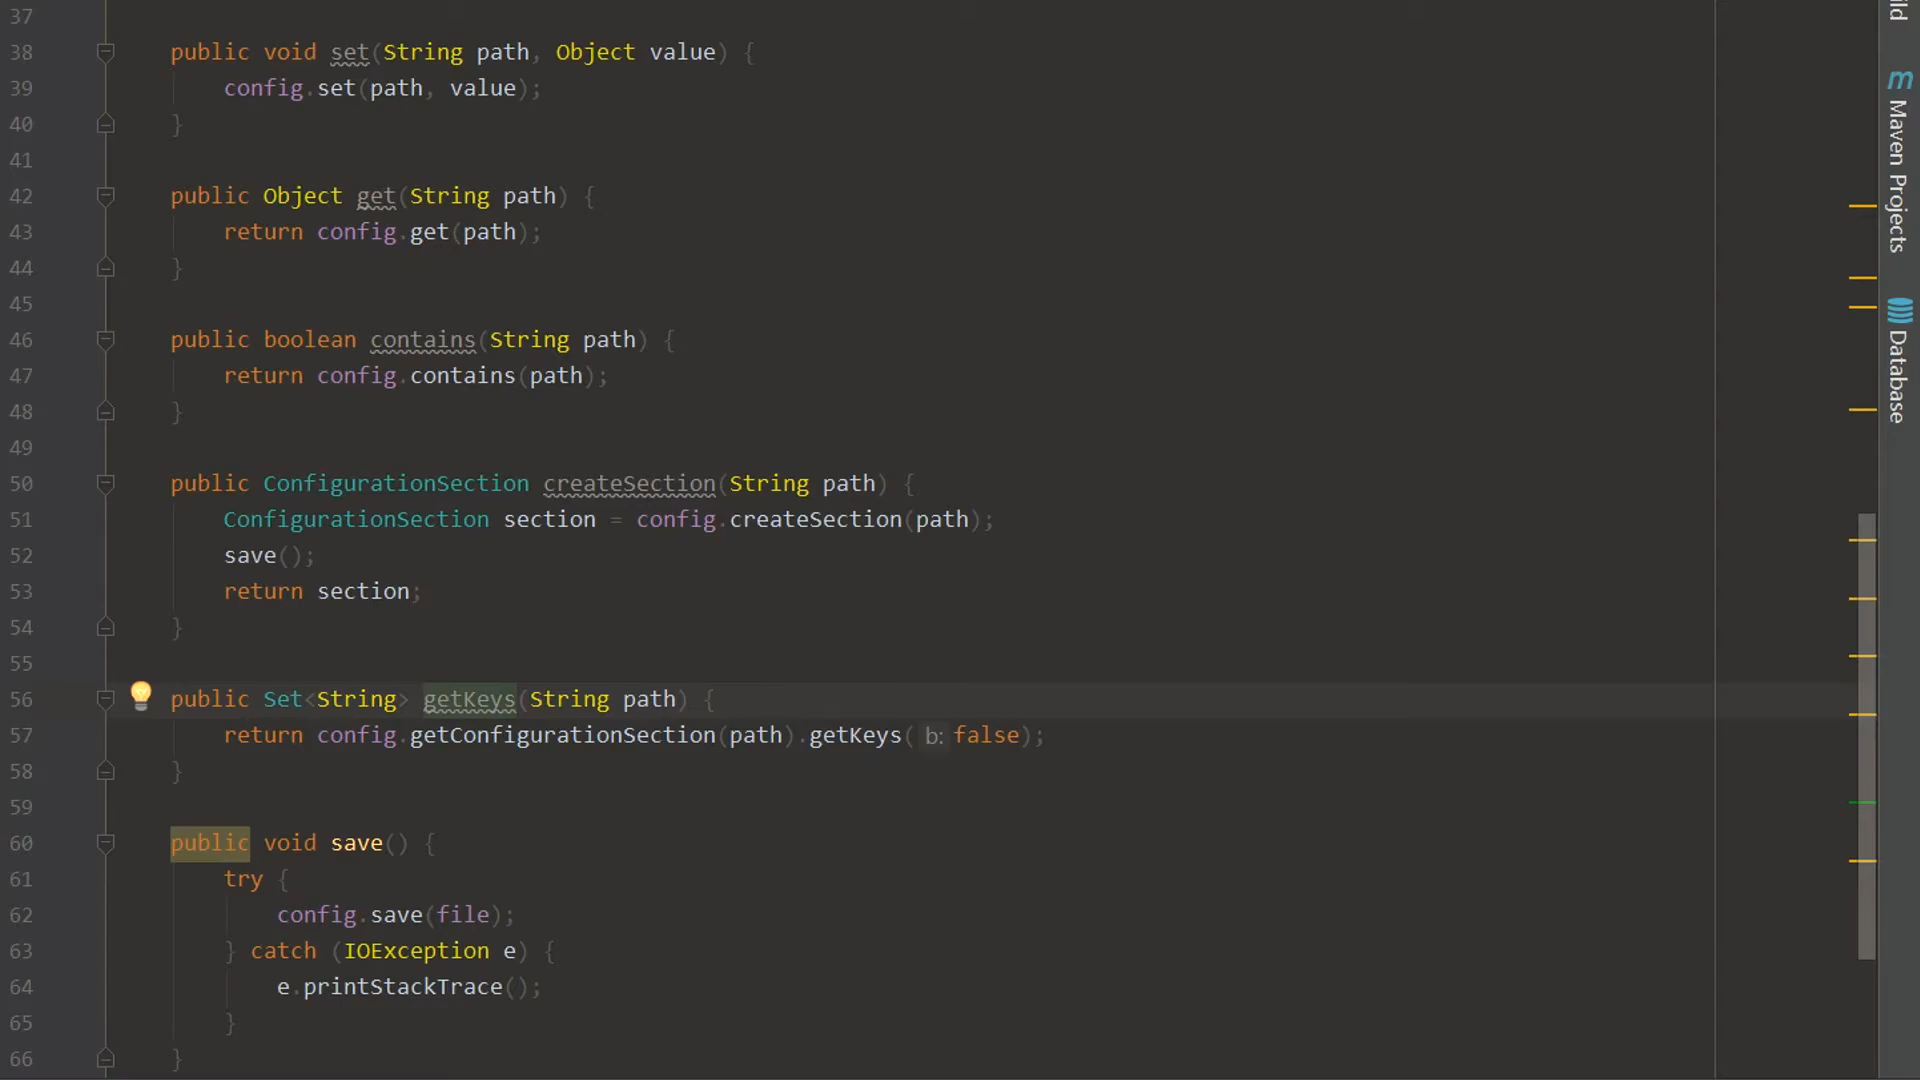 37
38 public void set(String path, Object value) {
39 config.set(path, value);
40 }
41
42 public Object get(String path) {
43 return config.get(path);
44 }
45
46 public boolean contains(String path) {
47 return config.contains(path);
48 }
49
50 public ConfigurationSection createSection(String path) {
51 ConfigurationSection section = config.createSection(path);
52 save();
53 return section;
54 }
55
56 public Set<String> getKeys(String path) {
57 return config.getConfigurationSection(path).getKeys( b: false);
58 }
59
60 public void save() {
61 try {
62 config.save(file);
63 } catch (IOException e) {
64 e.printStackTrace();
65 }
66 }
ild
m Maven Projects
Database